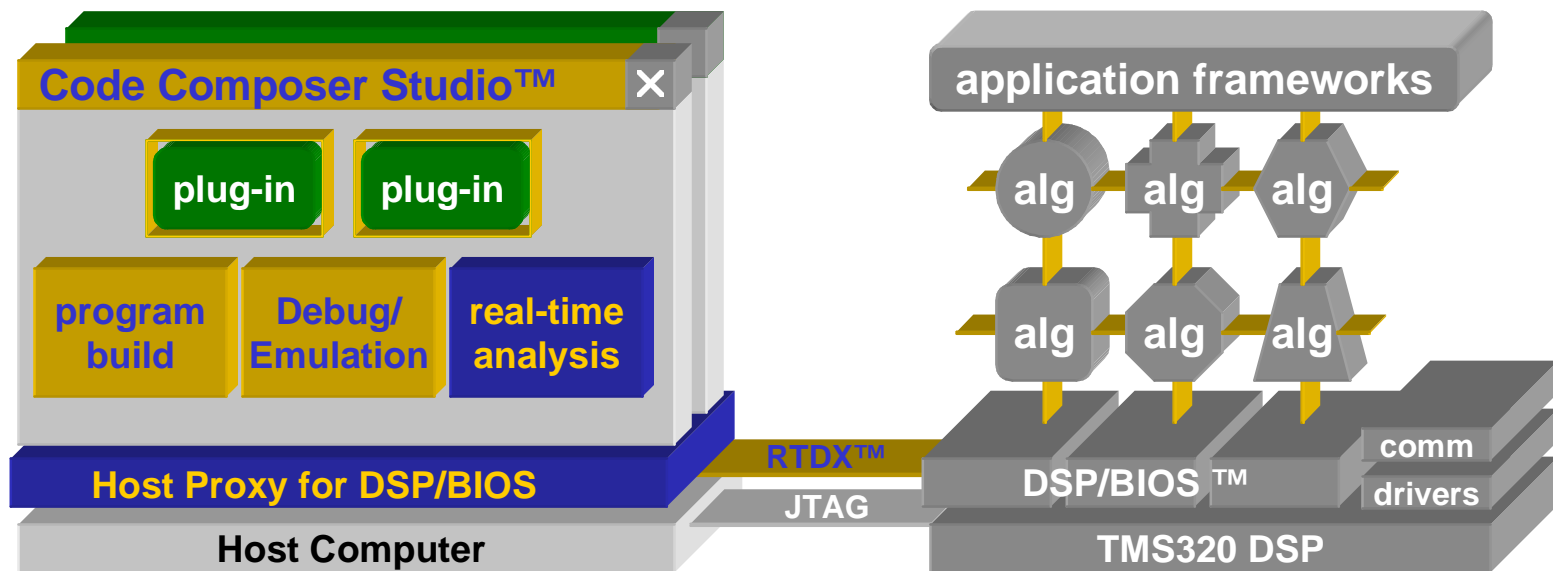 Code Composer Studio™
plug-in
plug-in
program
build
Debug/
Emulation
real-time
analysis
Host Proxy for DSP/BIOS
Host Computer
RTDX™
JTAG
application frameworks
alg
alg
alg
alg
alg
alg
comm
DSP/BIOS ™
drivers
TMS320 DSP